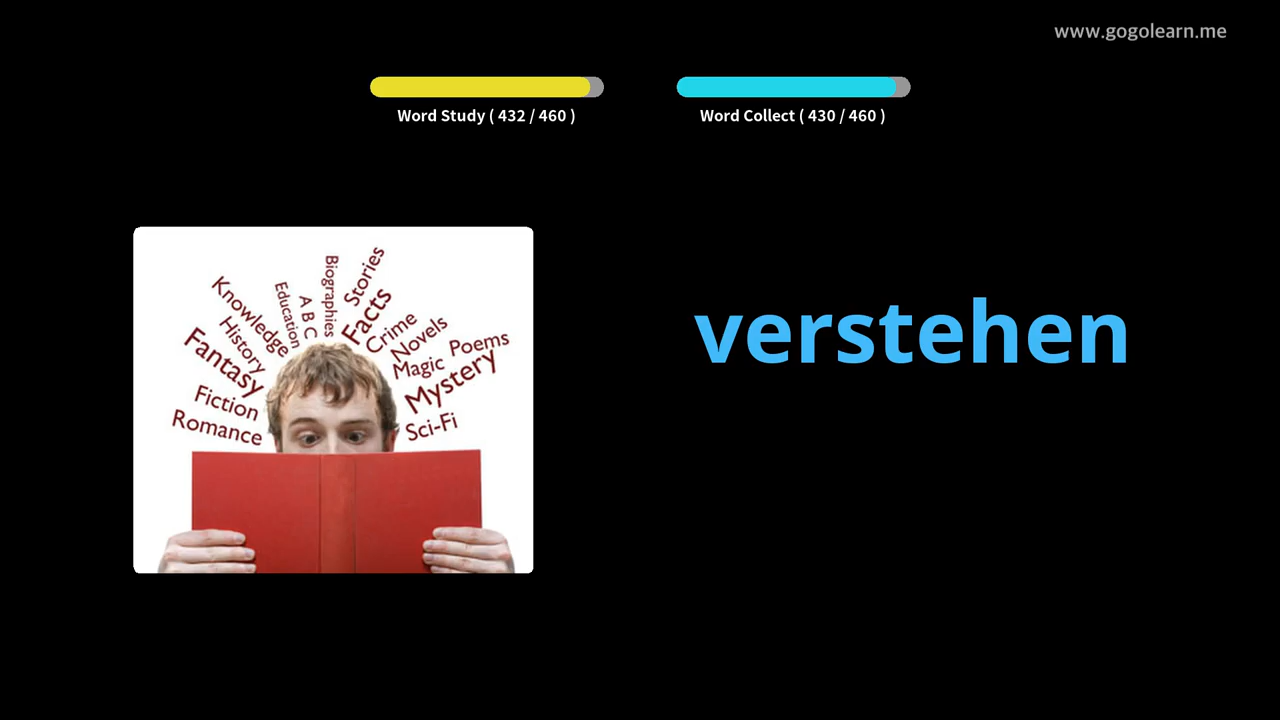 www.gogolearn.me
Word Study ( 432 / 460 )
Word Collect ( 430 / 460 )
verstehen
Knowledge
Education
A B C
Biographies
Stories
Facts
History
Crime
Novels
Fantasy
Magic
Poems
Mystery
Fiction
Romance
Sci-Fi